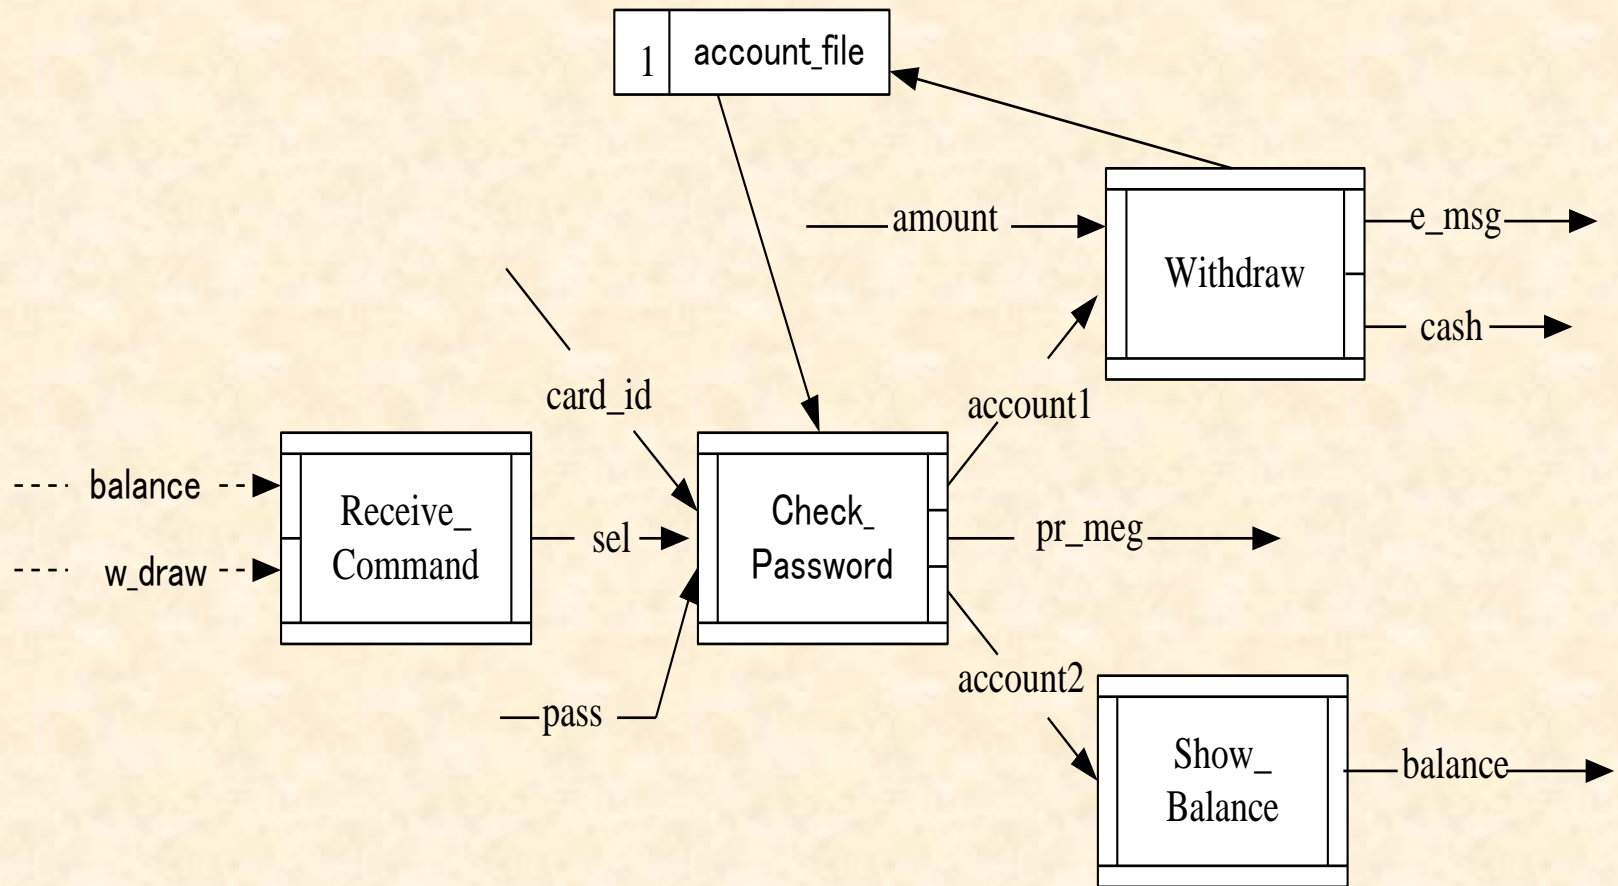 1
account_file
amount
Withdraw
e_msg
cash
card_id
account1
balance
w_draw
Receive_
Command
sel
Check_
Password
pr_meg
pass
account2
Show_
Balance
balance